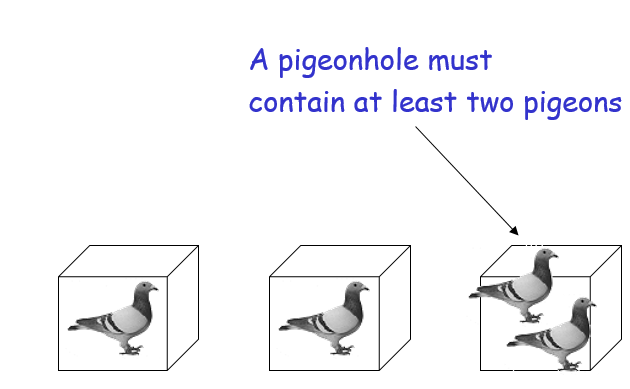 A pigeonhole must
contain at least two pigeons